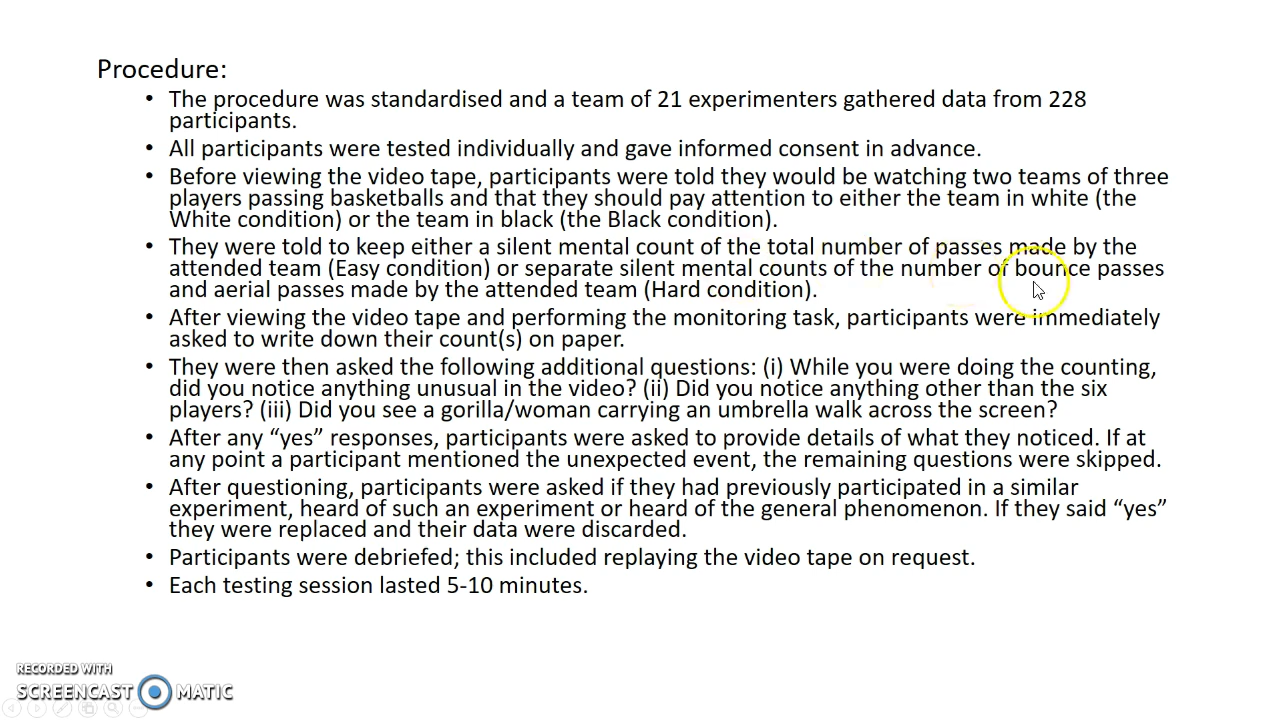 Procedure:
• The procedure was standardised and a team of 21 experimenters gathered data from 228
participants.
• All participants were tested individually and gave informed consent in advance.
• Before viewing the video tape, participants were told they would be watching two teams of three
players passing basketballs and that they should pay attention to either the team in white (the
White condition) or the team in black (the Black condition).
• They were told to keep either a silent mental count of the total number of passes made by the
attended team (Easy condition) or separate silent mental counts of the number of bounce passes
and aerial passes made by the attended team (Hard condition).
• After viewing the video tape and performing the monitoring task, participants were immediately
asked to write down their count(s) on paper.
• They were then asked the following additional questions: (i) While you were doing the counting,
did you notice anything unusual in the video? (ii) Did you notice anything other than the six
players? (iii) Did you see a gorilla/woman carrying an umbrella walk across the screen?
• After any “yes” responses, participants were asked to provide details of what they noticed. If at
any point a participant mentioned the unexpected event, the remaining questions were skipped.
• After questioning, participants were asked if they had previously participated in a similar
experiment, heard of such an experiment or heard of the general phenomenon. If they said “yes”
they were replaced and their data were discarded.
• Participants were debriefed; this included replaying the video tape on request.
• Each testing session lasted 5-10 minutes.
RECORDED WITH
SCREENCAST MATIC